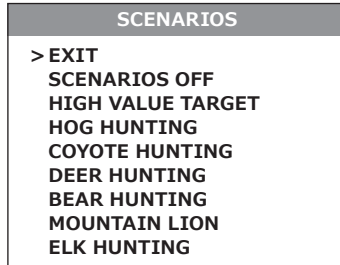 SCENARIOS
> EXIT
SCENARIOS OFF
HIGH VALUE TARGET
HOG HUNTING
COYOTE HUNTING
DEER HUNTING
BEAR HUNTING
MOUNTAIN LION
ELK HUNTING